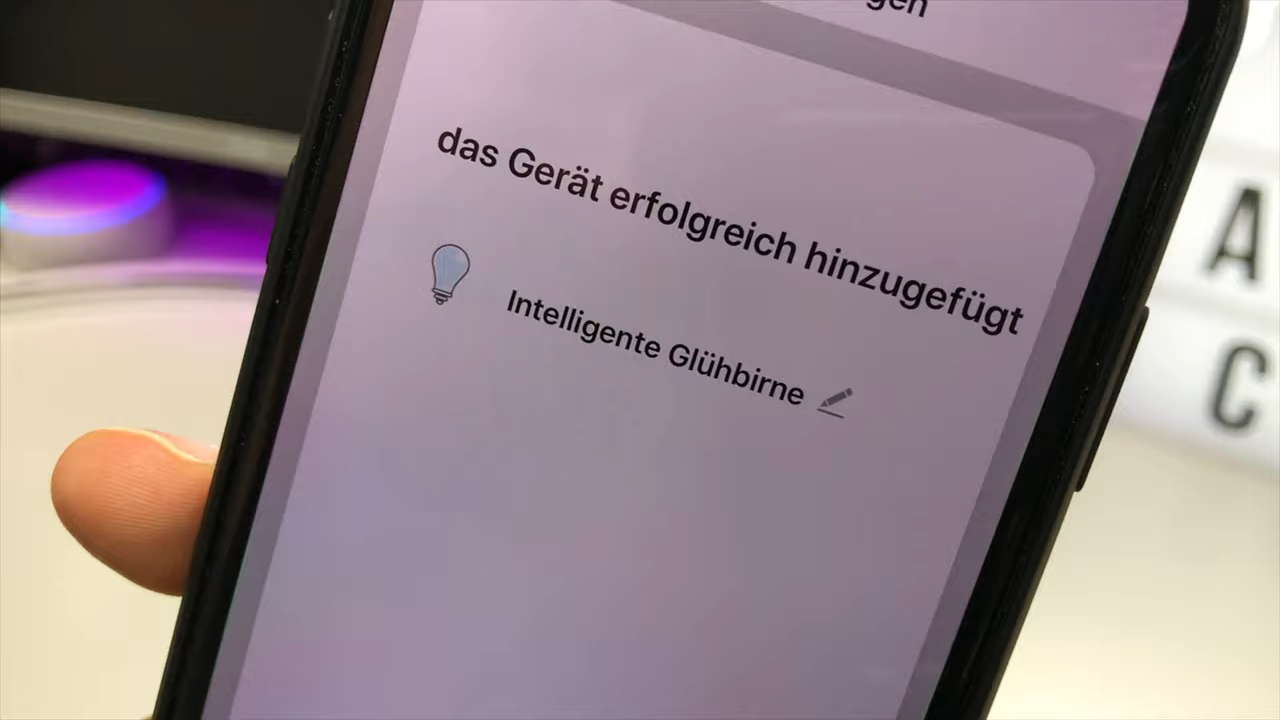 das Gerät erfolgreich hinzugefügt
Intelligente Glühbirne
A
C